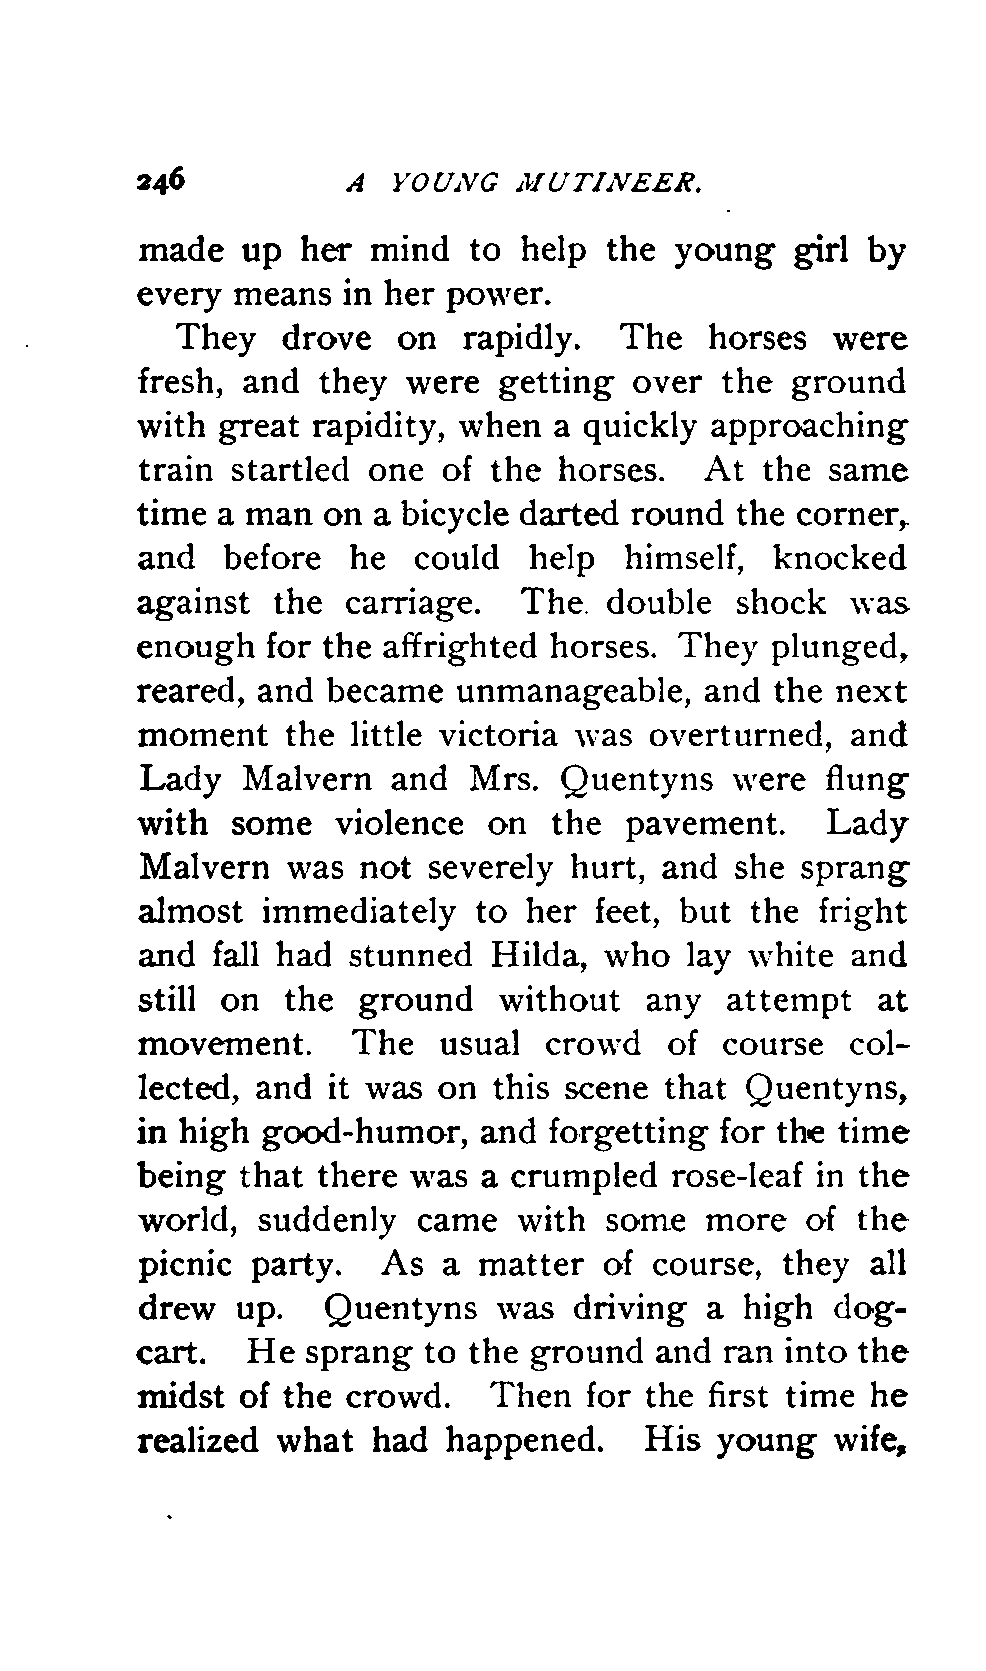 246 A YOUNG MUTINEER.
made up her mind to help the young girl by
every means in her power.
They drove on rapidly. The horses were
fresh, and they were getting over the ground
with great rapidity, when a quickly approaching
train startled one of the horses. At the same
time a man on a bicycle darted round the corner,
and before he could help himself, knocked
against the carriage. The double shock was
enough for the affrighted horses. They plunged,
reared, and became unmanageable, and the next
moment the little victoria was overturned, and
Lady Malvern and Mrs. Quentyns were flung
with some violence on the pavement. Lady
Malvern was not severely hurt, and she sprang
almost immediately to her feet, but the fright
and fall had stunned Hilda, who lay white and
still on the ground without any attempt at
movement. The usual crowd of course col-
lected, and it was on this scene that Quentyns,
in high good-humor, and forgetting for the time
being that there was a crumpled rose-leaf in the
world, suddenly came with some more of the
picnic party. As a matter of course, they all
drew up. Quentyns was driving a high dog-
cart. He sprang to the ground and ran into the
midst of the crowd. Then for the first time he
realized what had happened. His young wife,